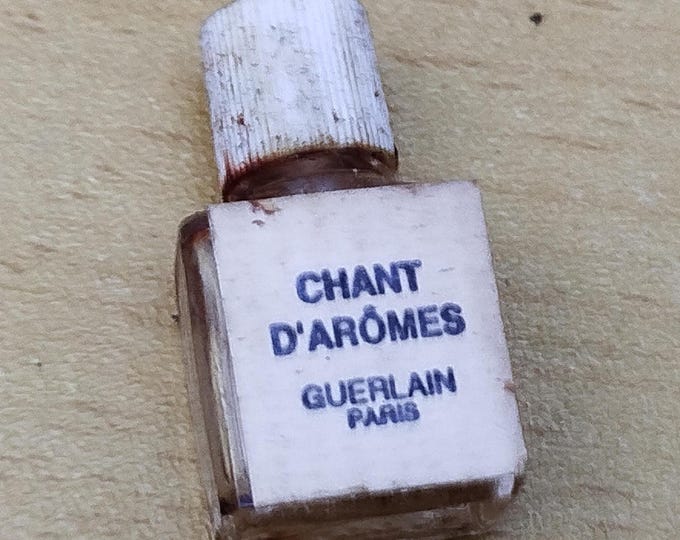 CHANT
D'ARÔMES
GUERLAIN
PARIS